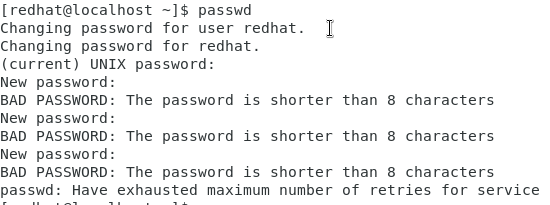 [redhat@localhost ~]$ passwd
Changing password for user redhat.
Changing password for redhat.
(current) UNIX password:
New password:
BAD PASSWORD: The password is shorter than 8 characters
New password:
BAD PASSWORD: The password is shorter than 8 characters
New password:
BAD PASSWORD: The password is shorter than 8 characters
passwd: Have exhausted maximum number of retries for service